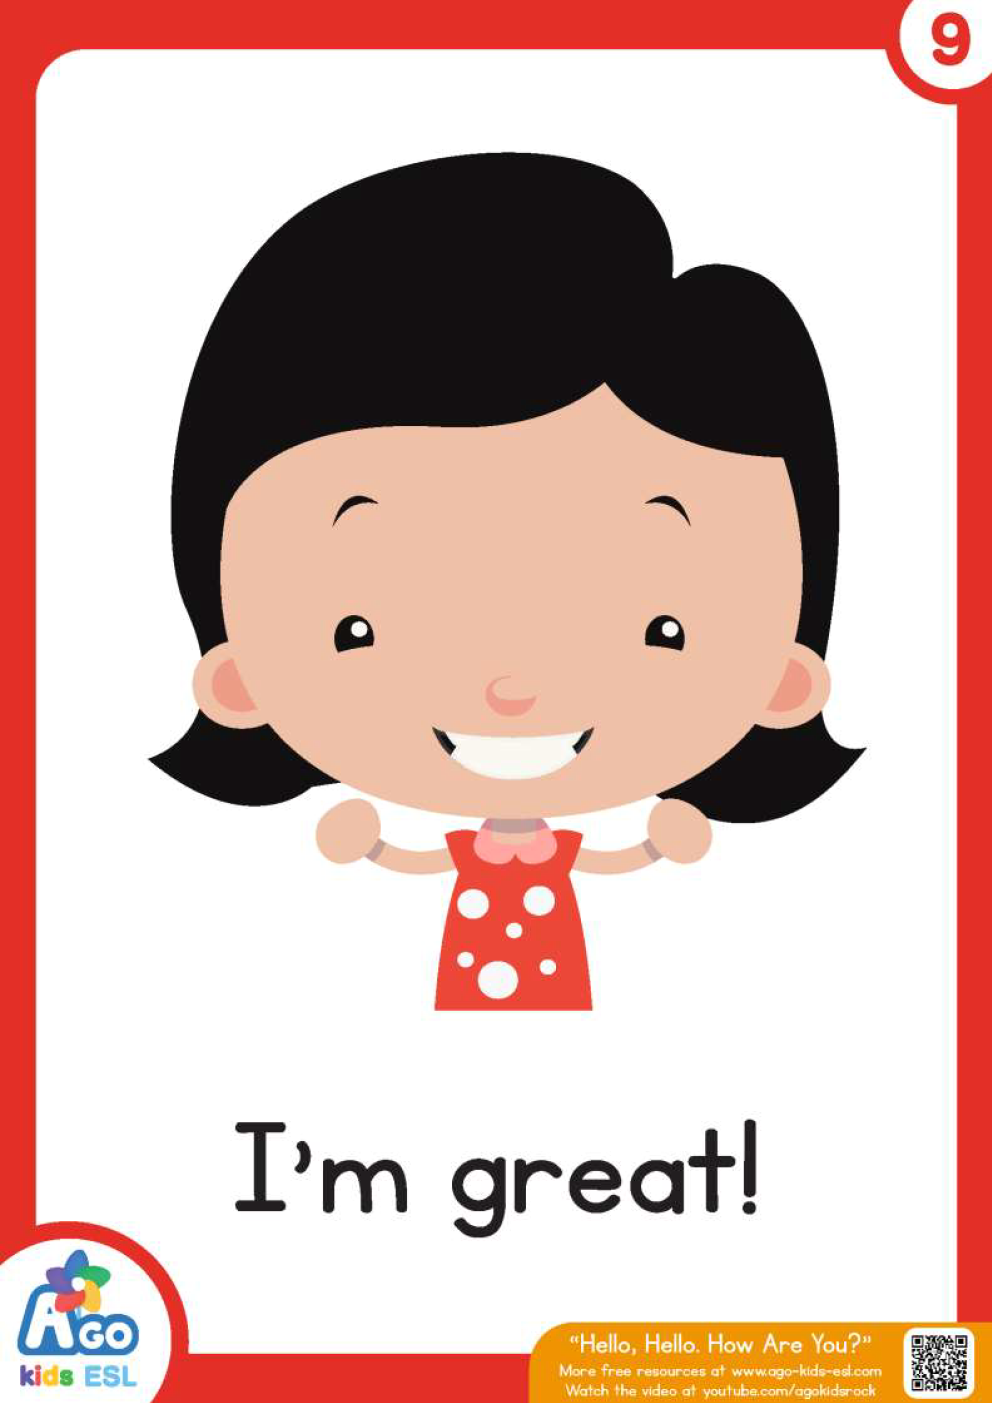 9
I'm great!
AGO
kids ESL
"Hello, Hello. How Are You?"
More free resources at www.ago-kids-esl.com
Watch the video at youtube.com/agokidsrock